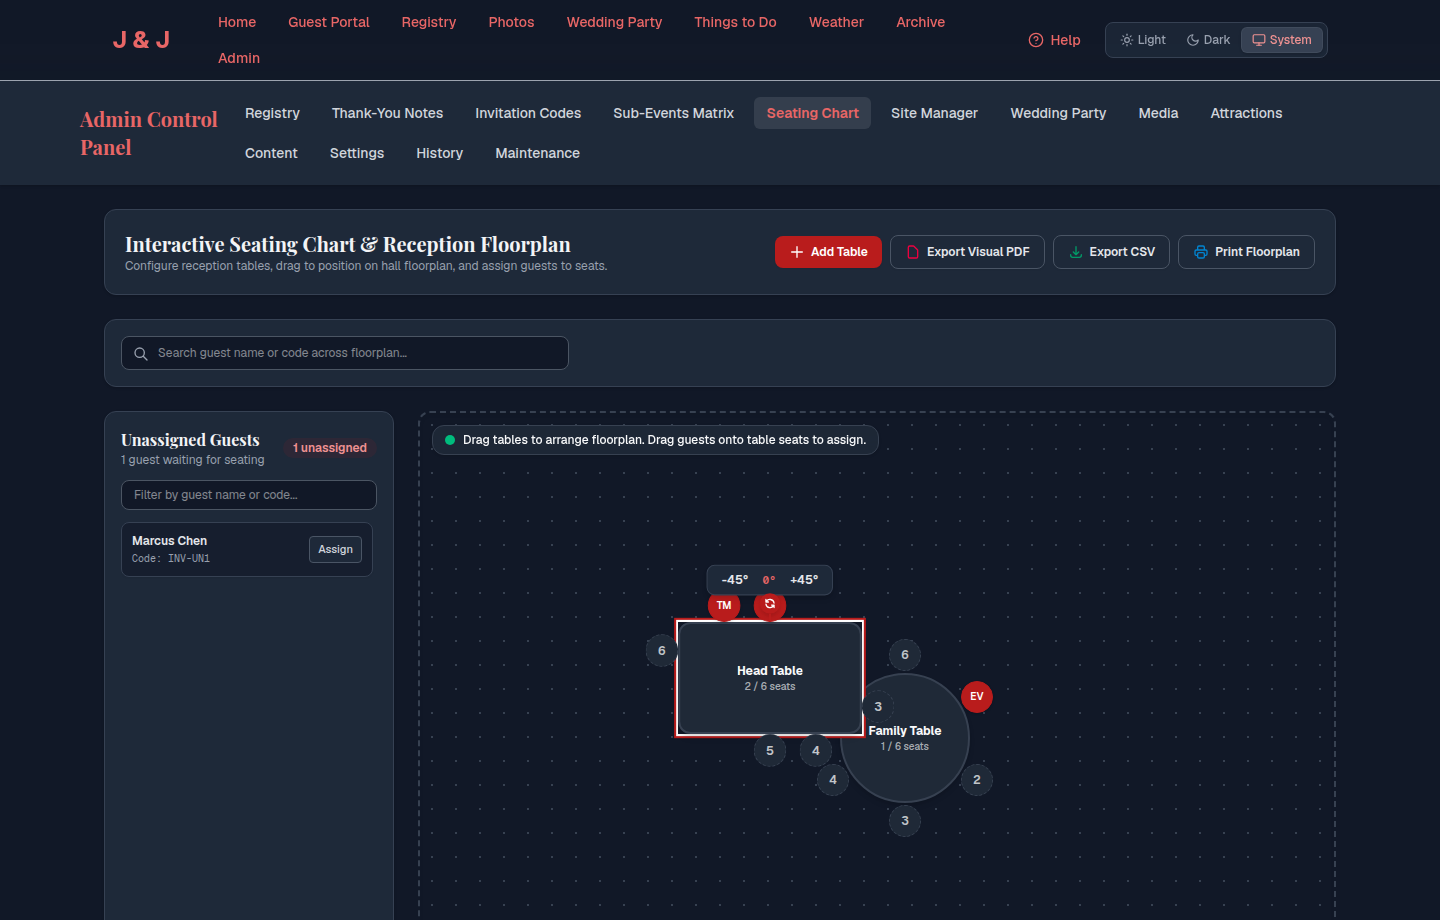 J & J
Home Guest Portal Registry Photos Wedding Party Things to Do Weather Archive
Admin
Help
Light Dark System
Admin Control
Panel
Registry Thank-You Notes Invitation Codes Sub-Events Matrix Seating Chart Site Manager Wedding Party Media Attractions
Content Settings History Maintenance
Interactive Seating Chart & Reception Floorplan
Configure reception tables, drag to position on hall floorplan, and assign guests to seats.
Add Table Export Visual PDF Export CSV Print Floorplan
Search guest name or code across floorplan...
Unassigned Guests
1 guest waiting for seating
1 unassigned
Filter by guest name or code...
Marcus Chen
Code: INV-UN1
Assign
Drag tables to arrange floorplan. Drag guests onto table seats to assign.
-45° 0° +45°
TM
6
Head Table
2 / 6 seats
3
5
4
6
EV
Family Table
1 / 6 seats
4
2
3